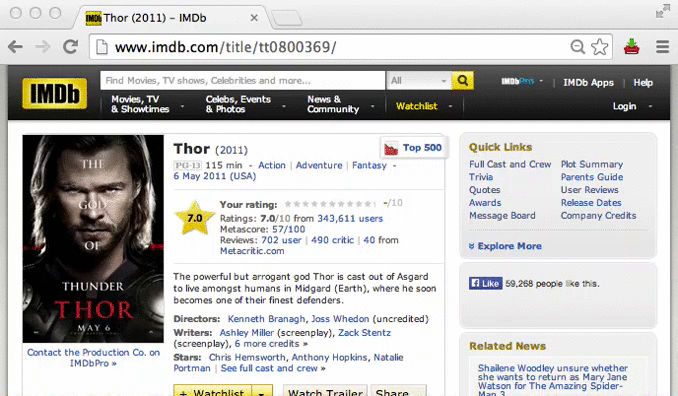 IMDb Thor (2011) – IMDb
www.imdb.com/title/tt0800369/
IMDb
Find Movies, TV shows, Celebrities and more...
All
IMDbPro
IMDb Apps | Help
Movies, TV
& Showtimes
Celebs, Events
& Photos
News &
Community
Watchlist
Login
THE
GOD
OF
THUNDER
THOR
MAY 6
Contact the Production Co. on
IMDbPro »
Thor (2011)
Top 500
PG-13 115 min - Action | Adventure | Fantasy -
6 May 2011 (USA)
7.0
Your rating: -/10
Ratings: 7.0/10 from 343,611 users
Metascore: 57/100
Reviews: 702 user | 490 critic | 40 from
Metacritic.com
The powerful but arrogant god Thor is cast out of Asgard
to live amongst humans in Midgard (Earth), where he soon
becomes one of their finest defenders.
Directors: Kenneth Branagh, Joss Whedon (uncredited)
Writers: Ashley Miller (screenplay), Zack Stentz
(screenplay), 6 more credits »
Stars: Chris Hemsworth, Anthony Hopkins, Natalie
Portman | See full cast and crew »
+ Watchlist
Watch Trailer
Share...
Quick Links
Full Cast and Crew
Plot Summary
Trivia
Parents Guide
Quotes
User Reviews
Awards
Release Dates
Message Board
Company Credits
Explore More
Like 59,268 people like this.
Related News
Shailene Woodley unsure whether
she wants to return as Mary Jane
Watson for The Amazing Spider-
Man 3